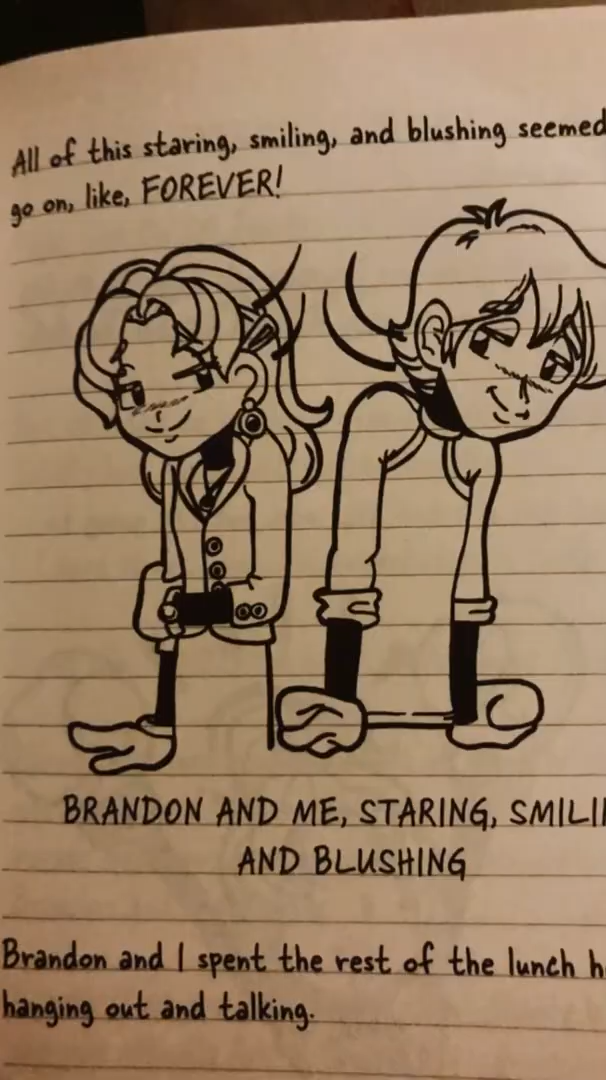 All of this staring, smiling, and blushing seemed
go on, like, FOREVER!
BRANDON AND ME, STARING, SMILI
AND BLUSHING
Brandon and I spent the rest of the lunch h
hanging out and talking.